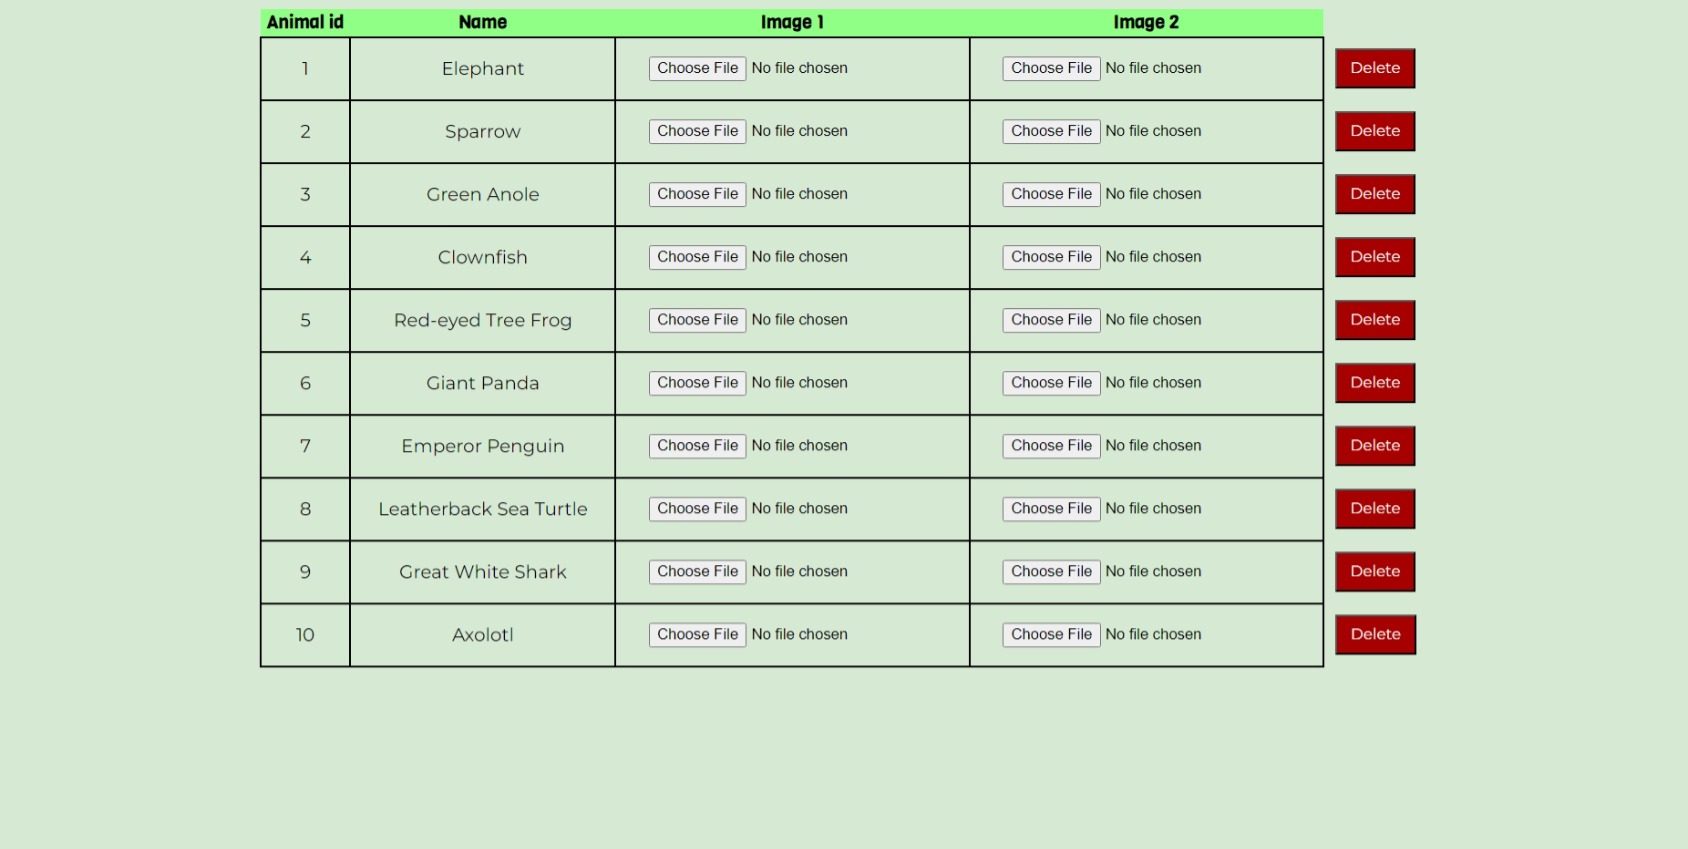 Animal id Name Image 1 Image 2
1 Elephant Choose File No file chosen Choose File No file chosen Delete
2 Sparrow Choose File No file chosen Choose File No file chosen Delete
3 Green Anole Choose File No file chosen Choose File No file chosen Delete
4 Clownfish Choose File No file chosen Choose File No file chosen Delete
5 Red-eyed Tree Frog Choose File No file chosen Choose File No file chosen Delete
6 Giant Panda Choose File No file chosen Choose File No file chosen Delete
7 Emperor Penguin Choose File No file chosen Choose File No file chosen Delete
8 Leatherback Sea Turtle Choose File No file chosen Choose File No file chosen Delete
9 Great White Shark Choose File No file chosen Choose File No file chosen Delete
10 Axolotl Choose File No file chosen Choose File No file chosen Delete